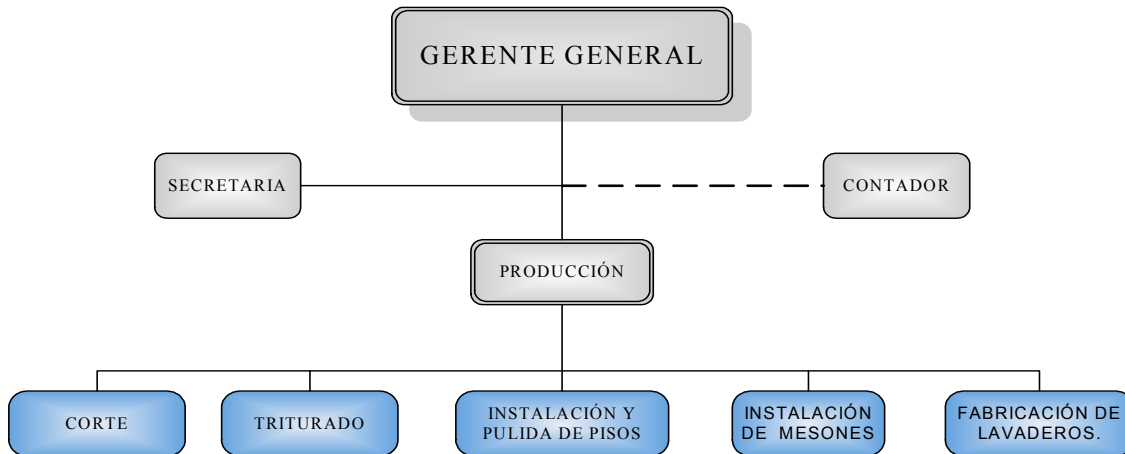 GERENTE GENERAL
SECRETARIA
CONTADOR
PRODUCCIÓN
CORTE
TRITURADO
INSTALACIÓN Y
PULIDA DE PISOS
INSTALACIÓN
DE MESONES
FABRICACIÓN DE
LAVADEROS.